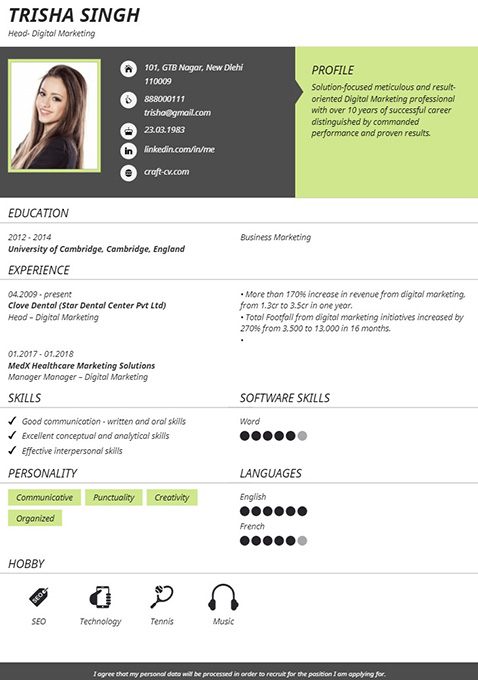 TRISHA SINGH
Head- Digital Marketing
101, GTB Nagar, New Dlehi
110009
888000111
trisha@gmail.com
23.03.1983
linkedin.com/in/me
craft-cv.com
PROFILE
Solution-focused meticulous and result-
oriented Digital Marketing professional
with over 10 years of successful career
distinguished by commanded
performance and proven results.
EDUCATION
2012 - 2014
University of Cambridge, Cambridge, England
Business Marketing
EXPERIENCE
04.2009 - present
Clove Dental (Star Dental Center Pvt Ltd)
Head – Digital Marketing
• More than 170% increase in revenue from digital marketing,
from 1.3cr to 3.5cr in one year.
• Total Footfall from digital marketing initiatives increased by
270% from 3,500 to 13,000 in 16 months.
•
01.2017 - 01.2018
MedX Healthcare Marketing Solutions
Manager Manager – Digital Marketing
SKILLS
✓ Good communication - written and oral skills
✓ Excellent conceptual and analytical skills
✓ Effective interpersonal skills
SOFTWARE SKILLS
Word
PERSONALITY
Communicative Punctuality Creativity
Organized
LANGUAGES
English
French
HOBBY
SEO
SEO Technology Tennis Music
I agree that my personal data will be processed in order to recruit for the position I am applying for.